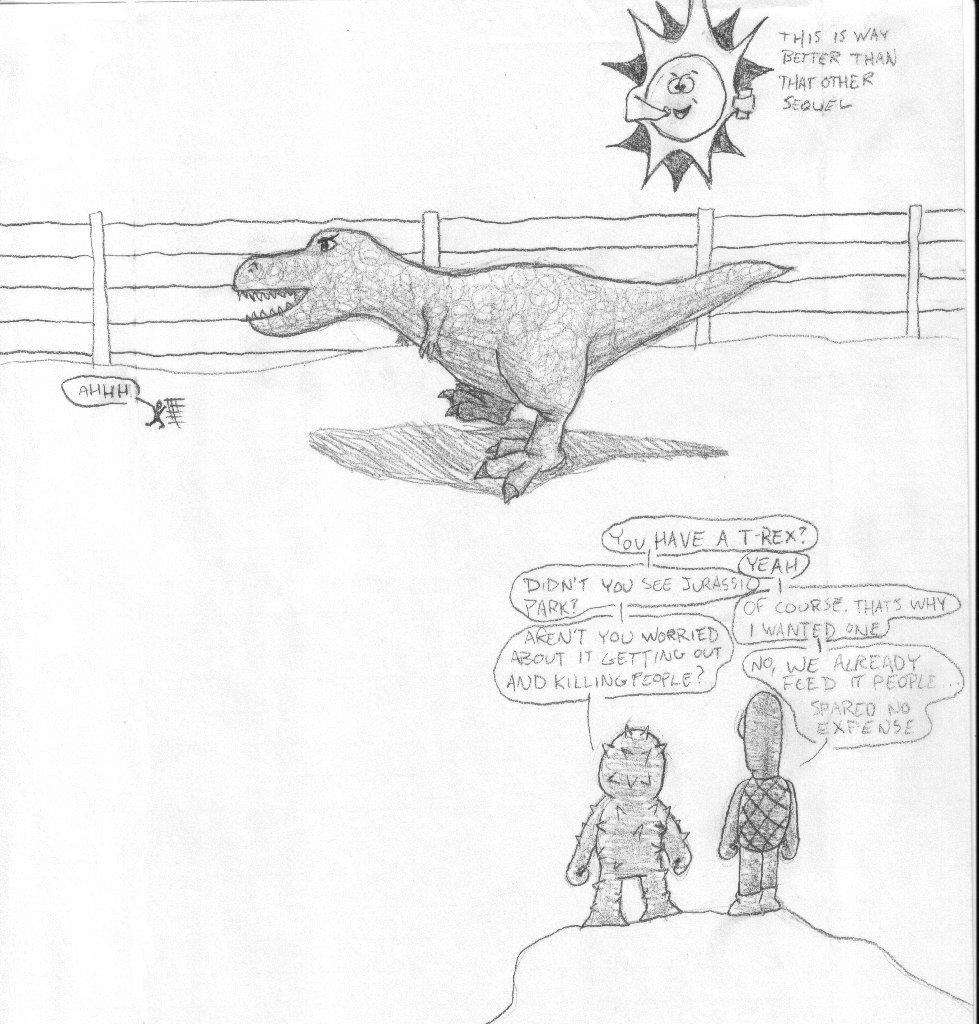 THIS IS WAY
BETTER THAN
THAT OTHER
SEQUEL
AHHH
YOU HAVE A T-REX?
YEAH
DIDN'T YOU SEE JURASSIC
PARK?
OF COURSE. THATS WHY
I WANTED ONE
AREN'T YOU WORRIED
ABOUT IT GETTING OUT
AND KILLING PEOPLE?
NO, WE ALREADY
FEED IT PEOPLE...
SPARED NO
EXPENSE